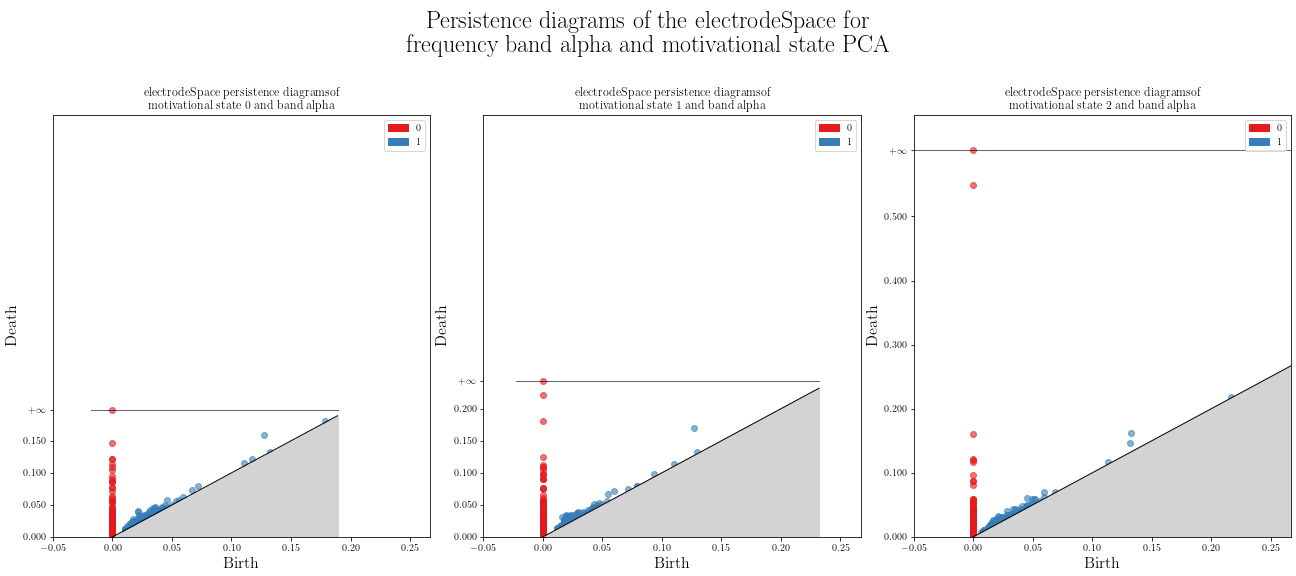 Persistence diagrams of the electrodeSpace for
frequency band alpha and motivational state PCA
electrodeSpace persistence diagramsof
motivational state 0 and band alpha
0
1
+∞
0.150
0.100
0.050
0.000
Death
−0.05 0.00 0.05 0.10 0.15 0.20 0.25
Birth
electrodeSpace persistence diagramsof
motivational state 1 and band alpha
0
1
+∞
0.200
0.150
0.100
0.050
0.000
Death
−0.05 0.00 0.05 0.10 0.15 0.20 0.25
Birth
electrodeSpace persistence diagramsof
motivational state 2 and band alpha
0
1
+∞
0.500
0.400
0.300
0.200
0.100
0.000
Death
−0.05 0.00 0.05 0.10 0.15 0.20 0.25
Birth